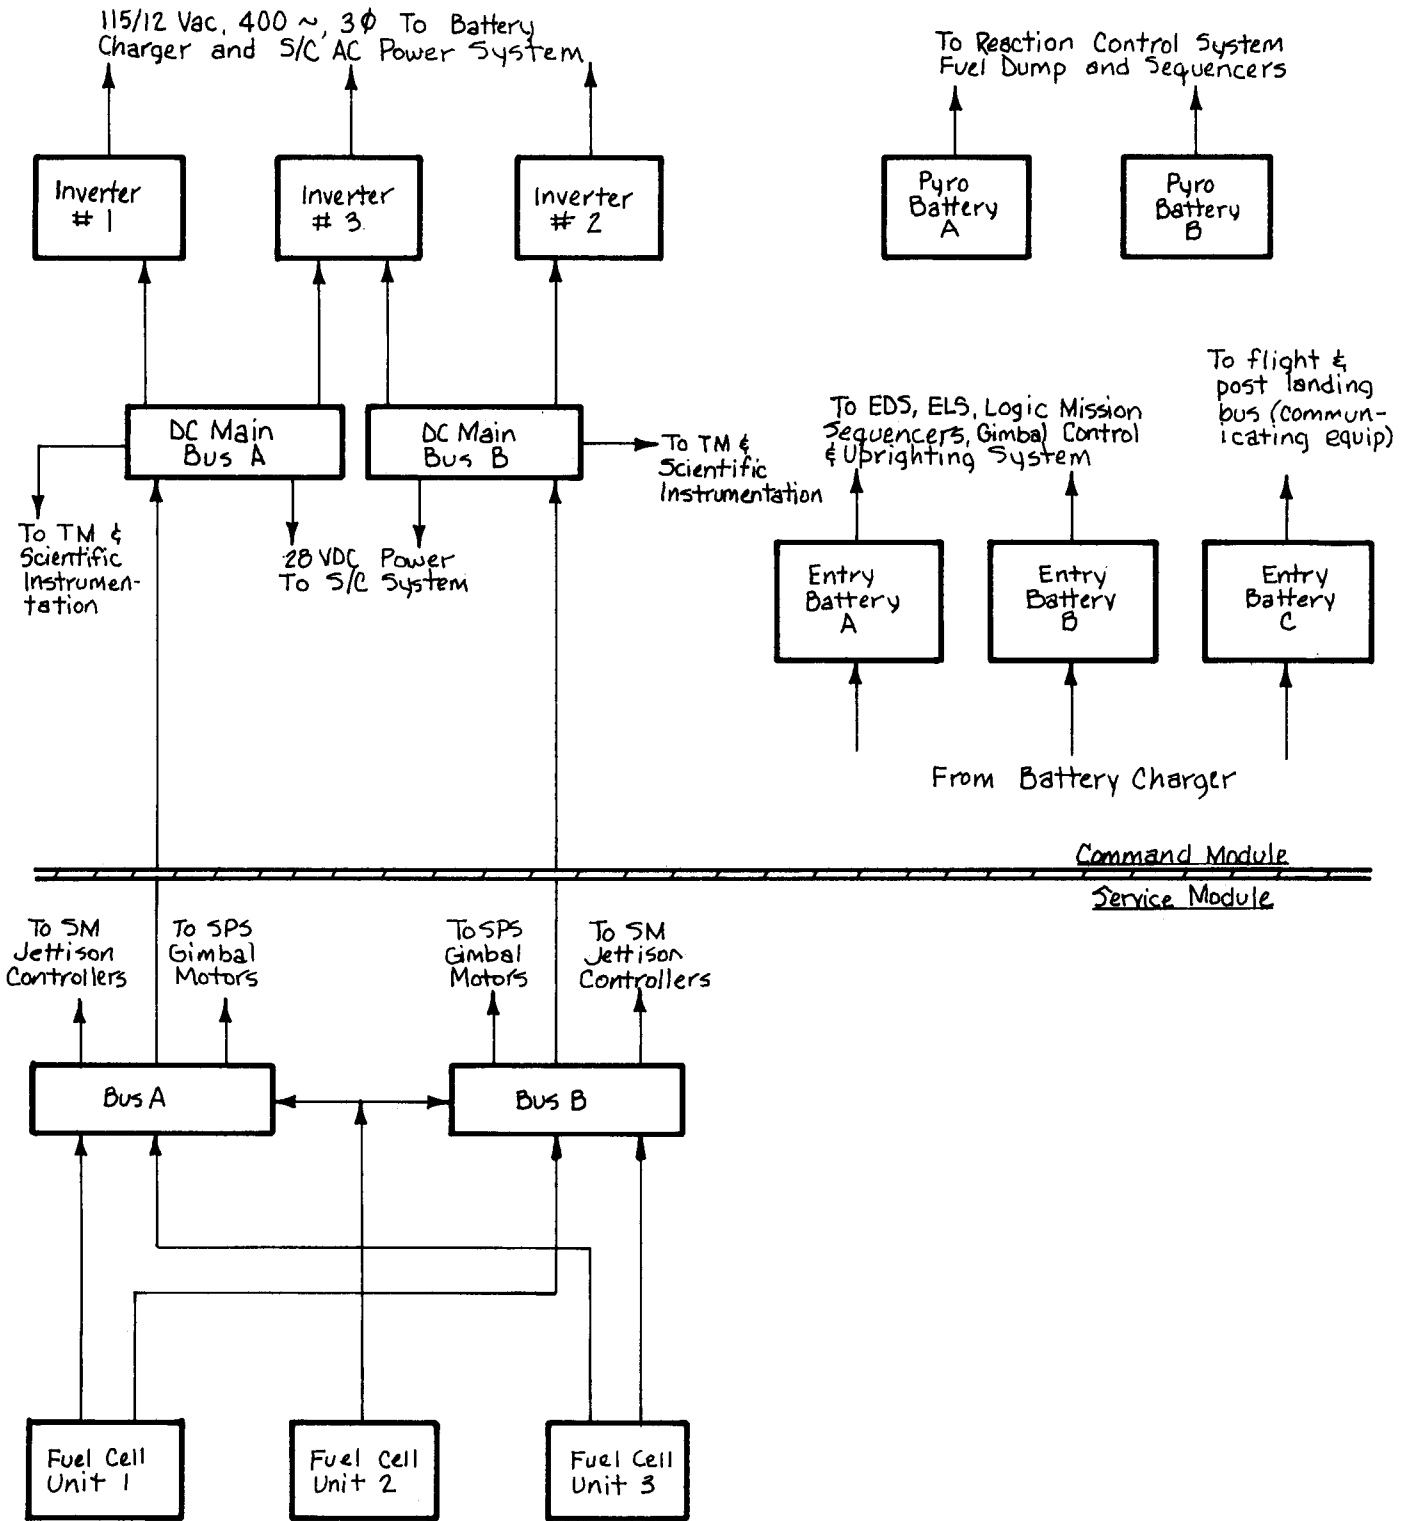 115/12 Vac, 400 ~, 3Ø To Battery
Charger and S/C AC Power System
To Reaction Control System
Fuel Dump and Sequencers
Inverter
# 1
Inverter
# 3
Inverter
# 2
Pyro
Battery
A
Pyro
Battery
B
DC Main
Bus A
DC Main
Bus B
To TM &
Scientific
Instrumen-
tation
28 VDC Power
To S/C System
To TM &
Scientific
Instrumentation
To EDS, ELS, Logic Mission
Sequencers, Gimbal Control
& Uprighting System
To flight &
post landing
bus (commun-
icating equip)
Entry
Battery
A
Entry
Battery
B
Entry
Battery
C
From Battery Charger
Command Module
Service Module
To SM
Jettison
Controllers
To SPS
Gimbal
Motors
To SPS
Gimbal
Motors
To SM
Jettison
Controllers
Bus A
Bus B
Fuel Cell
Unit 1
Fuel Cell
Unit 2
Fuel Cell
Unit 3